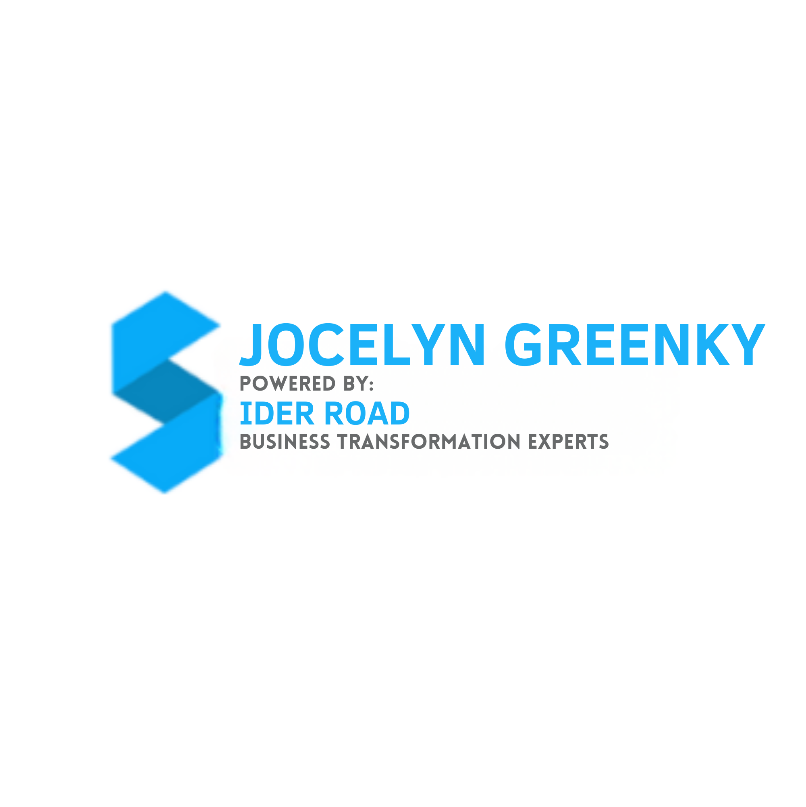 JOCELYN GREENKY
POWERED BY:
IDER ROAD
BUSINESS TRANSFORMATION EXPERTS